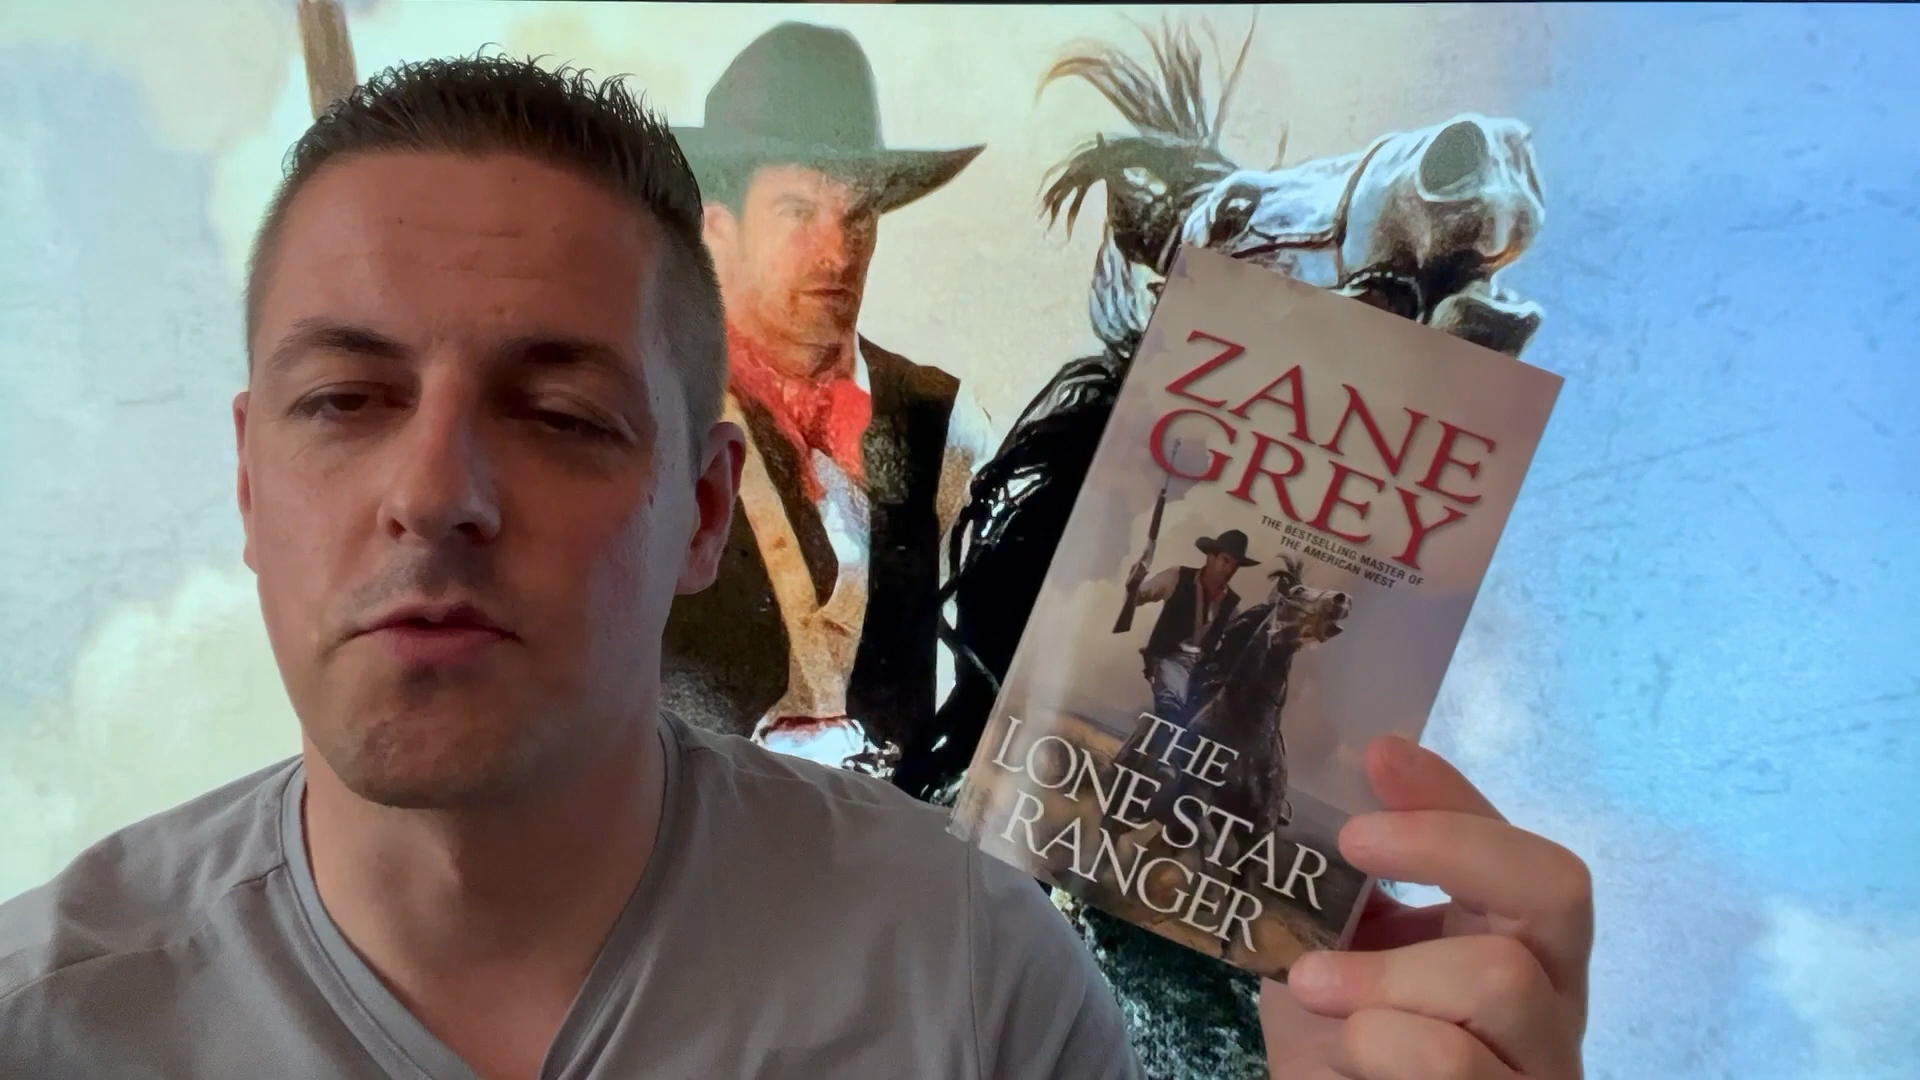 ZANE
GREY
THE BESTSELLING MASTER OF
THE AMERICAN WEST
THE
LONE STAR
RANGER